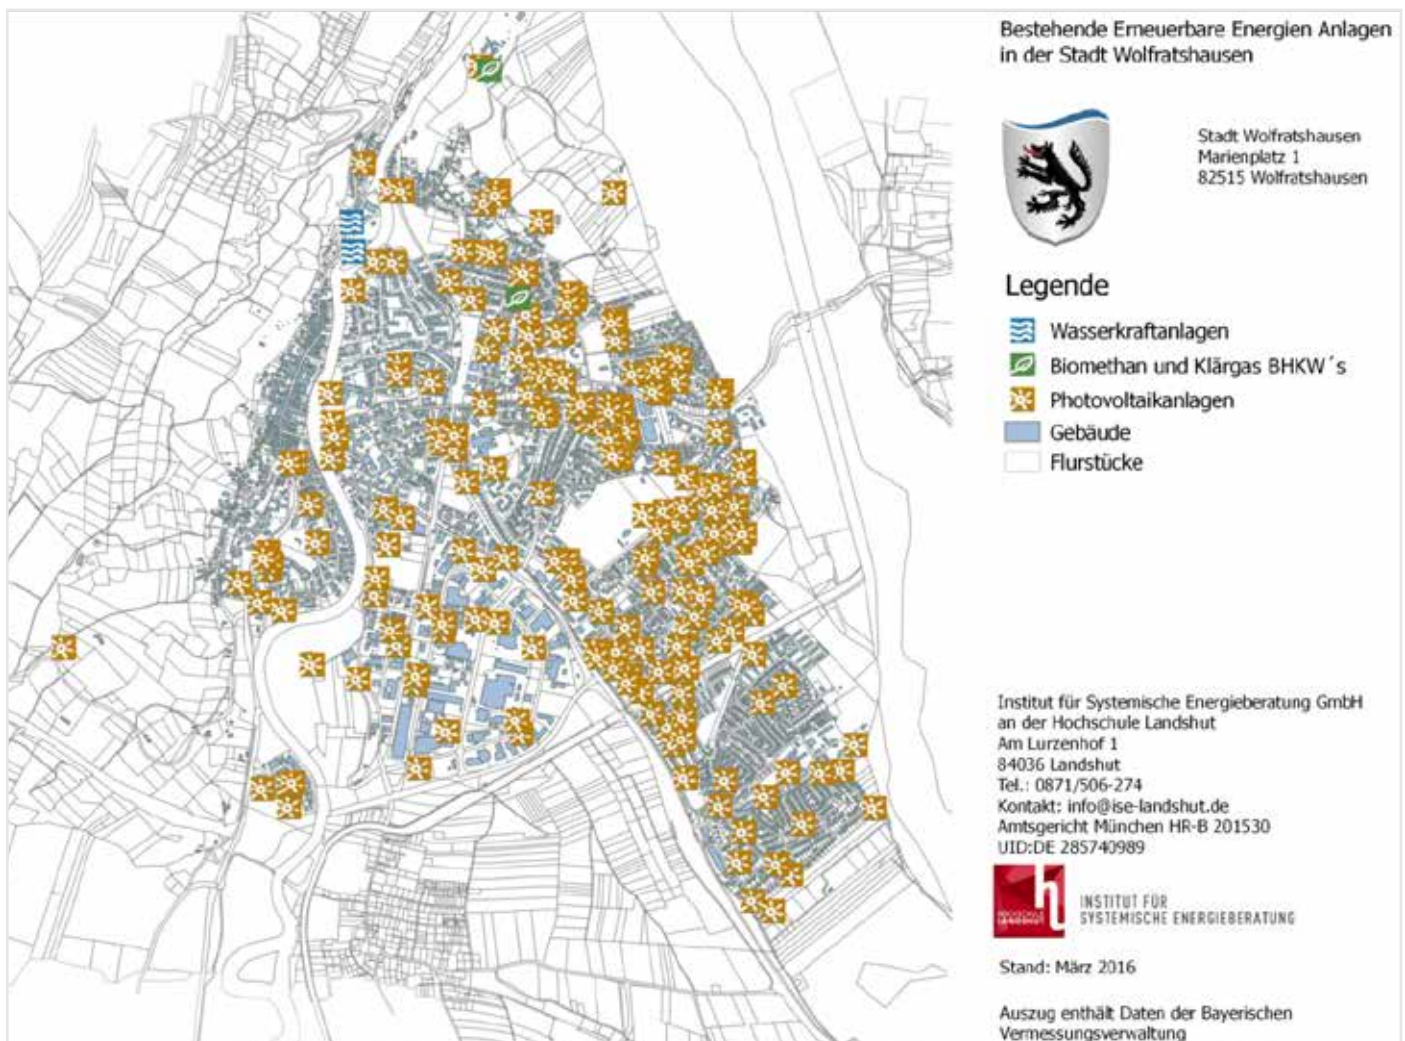 Bestehende Erneuerbare Energien Anlagen
in der Stadt Wolfratshausen
Stadt Wolfratshausen
Marienplatz 1
82515 Wolfratshausen
Legende
Wasserkraftanlagen
Biomethan und Klärgas BHKW´s
Photovoltaikanlagen
Gebäude
Flurstücke
Institut für Systemische Energieberatung GmbH
an der Hochschule Landshut
Am Lurzenhof 1
84036 Landshut
Tel.: 0871/506-274
Kontakt: info@ise-landshut.de
Amtsgericht München HR-B 201530
UID:DE 285740989
HOCHSCHULE
LANDSHUT
INSTITUT FÜR
SYSTEMISCHE ENERGIEBERATUNG
Stand: März 2016
Auszug enthält Daten der Bayerischen
Vermessungsverwaltung